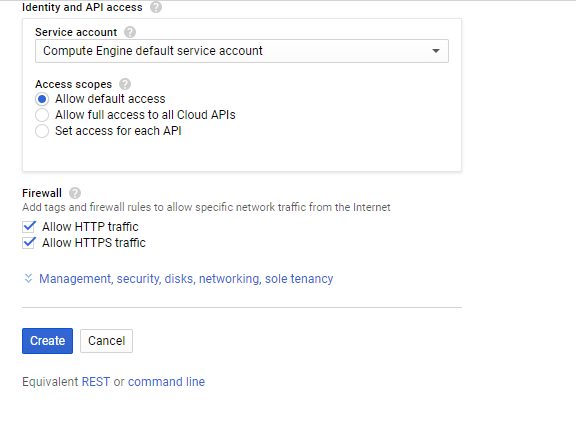 Identity and API access ?
Service account ?
Compute Engine default service account
Access scopes ?
Allow default access
Allow full access to all Cloud APIs
Set access for each API
Firewall ?
Add tags and firewall rules to allow specific network traffic from the Internet
Allow HTTP traffic
Allow HTTPS traffic
Management, security, disks, networking, sole tenancy
Create Cancel
Equivalent REST or command line